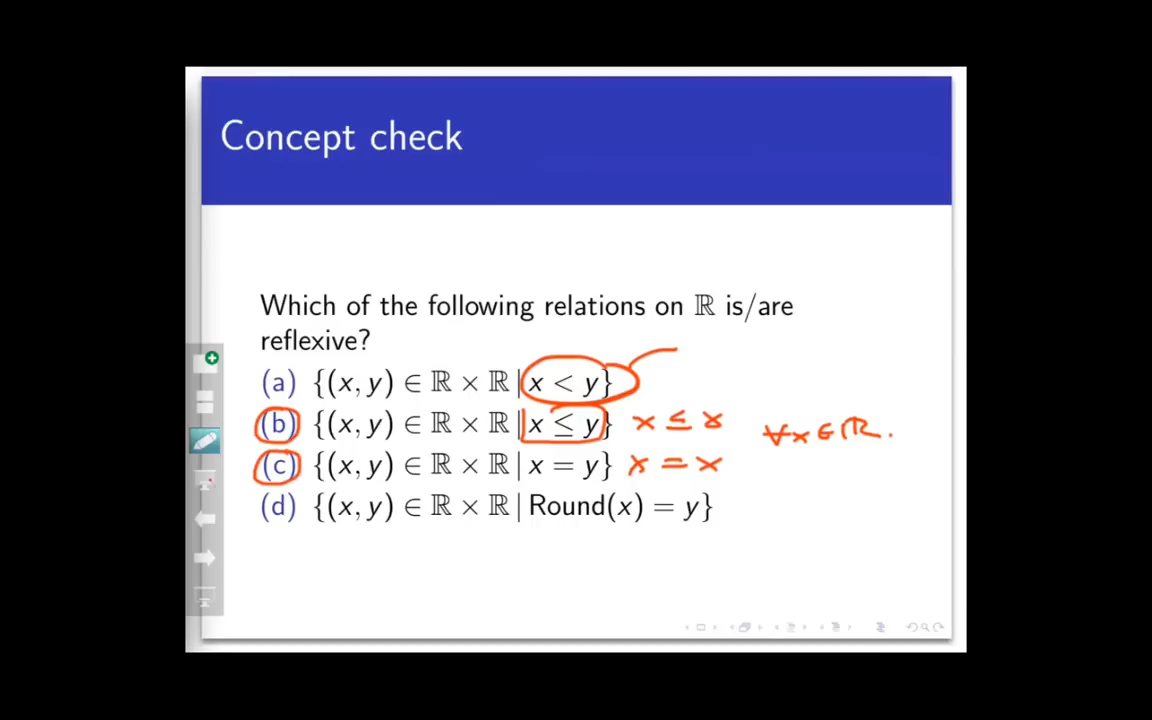 Concept check
Which of the following relations on ℝ is/are
reflexive?
(a) {(x, y) ∈ ℝ × ℝ | x < y}
(b) {(x, y) ∈ ℝ × ℝ | x ≤ y} x ≤ x ∀x ∈ ℝ.
(c) {(x, y) ∈ ℝ × ℝ | x = y} x = x
(d) {(x, y) ∈ ℝ × ℝ | Round(x) = y}